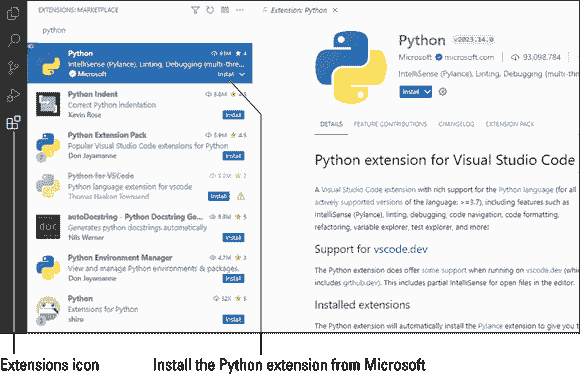 EXTENSIONS: MARKETPLACE
python
Python
IntelliSense (Pylance), Linting, Debugging (multi-thre...
Microsoft
Install
Python Indent
Correct Python indentation
Kevin Rose
Install
Python Extension Pack
Popular Visual Studio Code extensions for Python
Don Jayamanne
Install
Python for VSCode
Python language extension for vscode
Thomas Haakon Townsend
Install
autoDocstring - Python Docstring Ge...
Generates python docstrings automatically
Nils Werner
Install
Python Environment Manager
View and manage Python environments & packages.
Don Jayamanne
Install
Python
Extensions for Python
shiro
Install
Extension: Python
Python
v2023.14.0
Microsoft
microsoft.com
93,098,784
IntelliSense (Pylance), Linting, Debugging (multi-thre
Install
DETAILS
FEATURE CONTRIBUTIONS
CHANGELOG
EXTENSION PACK
Python extension for Visual Studio Code
A Visual Studio Code extension with rich support for the Python language (for all
actively supported versions of the language: >=3.7), including features such as
IntelliSense (Pylance), linting, debugging, code navigation, code formatting,
refactoring, variable explorer, test explorer, and more!
Support for vscode.dev
The Python extension does offer some support when running on vscode.dev (whic
includes github.dev). This includes partial IntelliSense for open files in the editor.
Installed extensions
The Python extension will automatically install the Pylance extension to give you t
Extensions icon
Install the Python extension from Microsoft